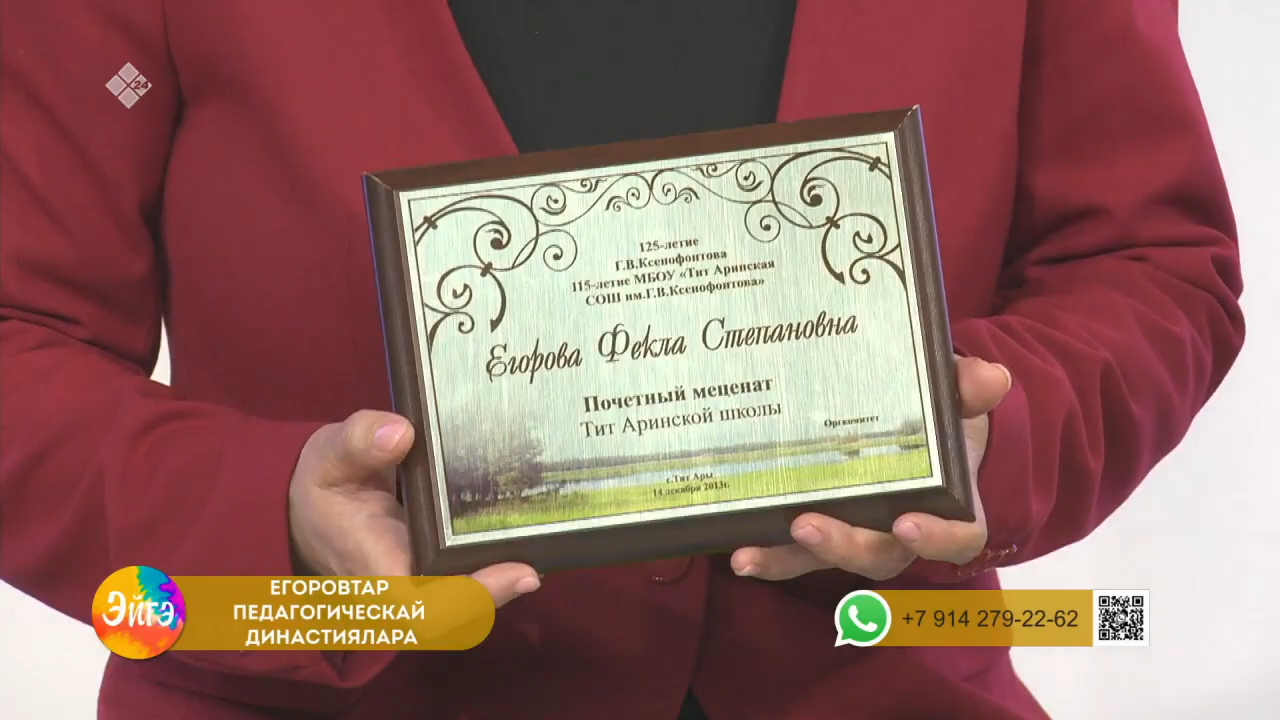 24
125-летие
Г.В.Ксенофонтова
115-летие МБОУ «Тит Аринская
СОШ им.Г.В.Ксенофонтова»
Егорова Фекла Степановна
Почетный меценат
Тит Аринской школы
Оргкомитет
с.Тит Ары
14 декабря 2013г.
Эйгэ
ЕГОРОВТАР
ПЕДАГОГИЧЕСКАЙ
ДИНАСТИЯЛАРА
+7 914 279-22-62